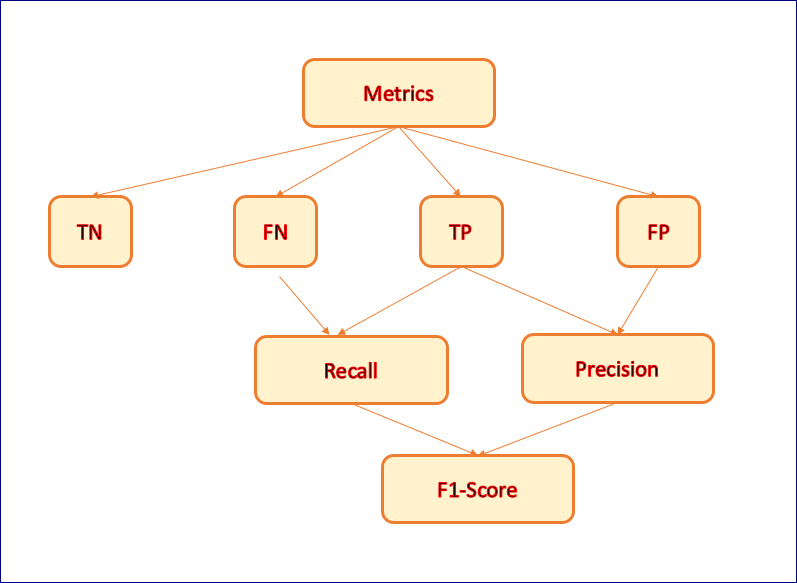 Metrics
TN
FN
TP
FP
Recall
Precision
F1-Score